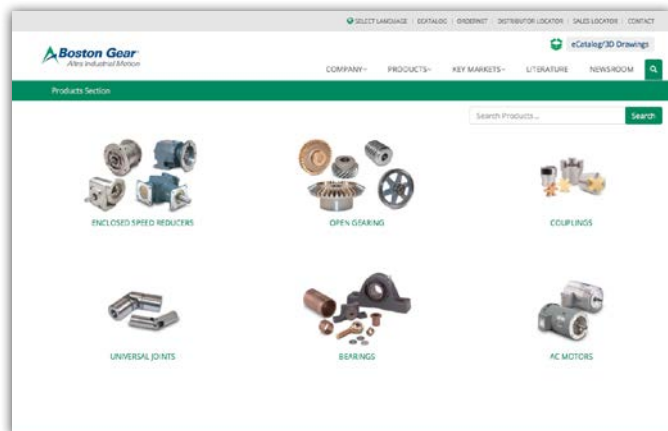 SELECT LANGUAGE | ECATALOG | ORDERNET | DISTRIBUTOR LOCATOR | SALES LOCATOR | CONTACT
Boston Gear
Altra Industrial Motion
eCatalog/3D Drawings
COMPANY PRODUCTS KEY MARKETS LITERATURE NEWSROOM
Products Section
Search Products... Search
ENCLOSED SPEED REDUCERS OPEN GEARING COUPLINGS
UNIVERSAL JOINTS BEARINGS AC MOTORS